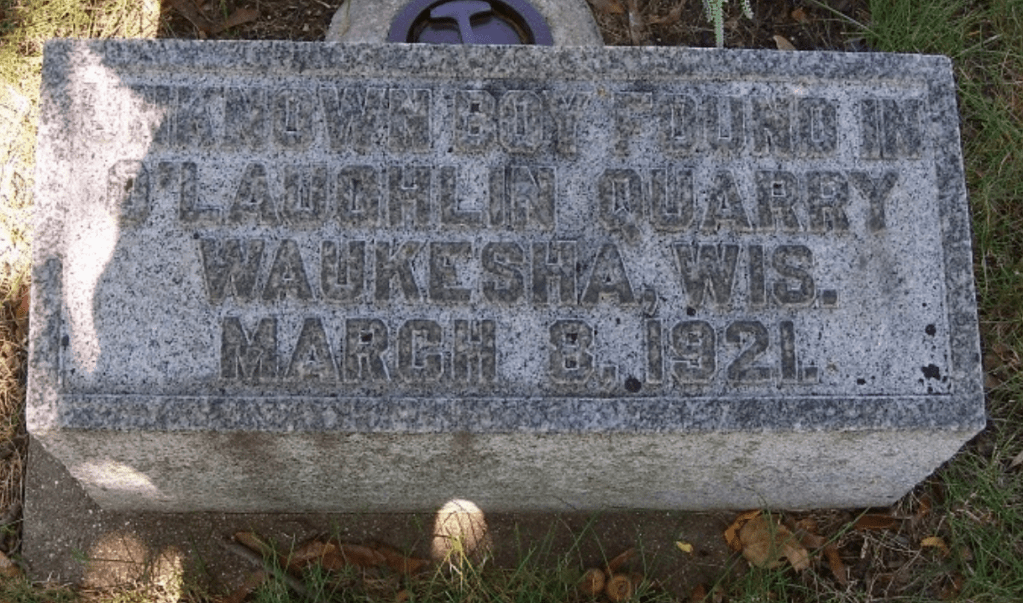 UNKNOWN BOY FOUND IN
O'LAUGHLIN QUARRY
WAUKESHA, WIS.
MARCH 8, 1921.